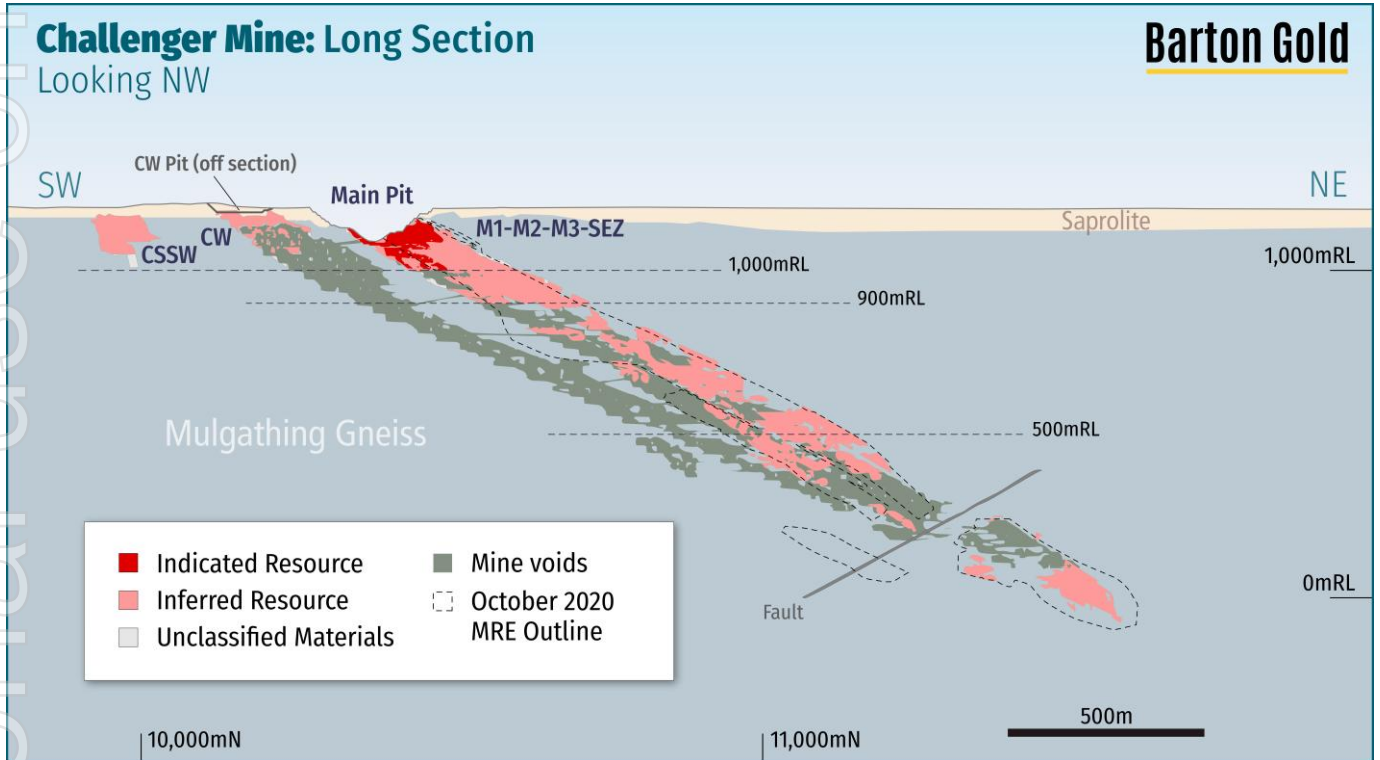 Challenger Mine: Long Section
Looking NW
Barton Gold
CW Pit (off section)
SW
Main Pit
NE
Saprolite
CW
M1-M2-M3-SEZ
CSSW
1,000mRL
1,000mRL
900mRL
Mulgathing Gneiss
500mRL
Indicated Resource
Mine voids
Inferred Resource
October 2020
MRE Outline
Unclassified Materials
Fault
0mRL
500m
10,000mN
11,000mN